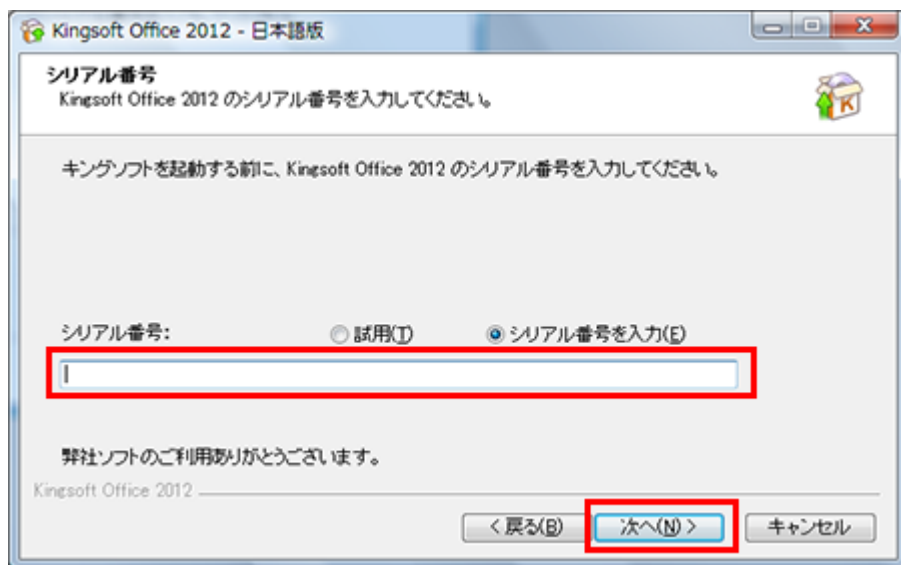 Kingsoft Office 2012 - 日本語版
シリアル番号
Kingsoft Office 2012 のシリアル番号を入力してください。
K
キングソフトを起動する前に、Kingsoft Office 2012 のシリアル番号を入力してください。
シリアル番号: 試用(T) シリアル番号を入力(E)
弊社ソフトのご利用ありがとうございます。
Kingsoft Office 2012
< 戻る(B) 次へ(N) > キャンセル